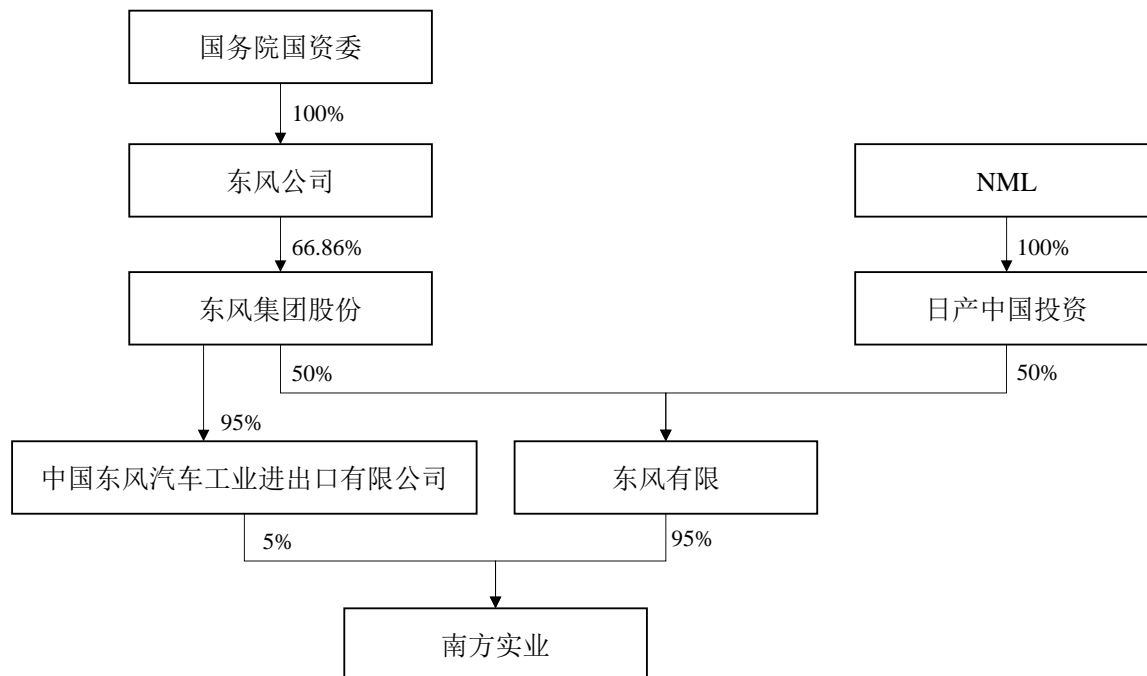 国务院国资委
100%
东风公司
NML
66.86%
100%
东风集团股份
日产中国投资
50%
50%
95%
中国东风汽车工业进出口有限公司
东风有限
5%
95%
南方实业